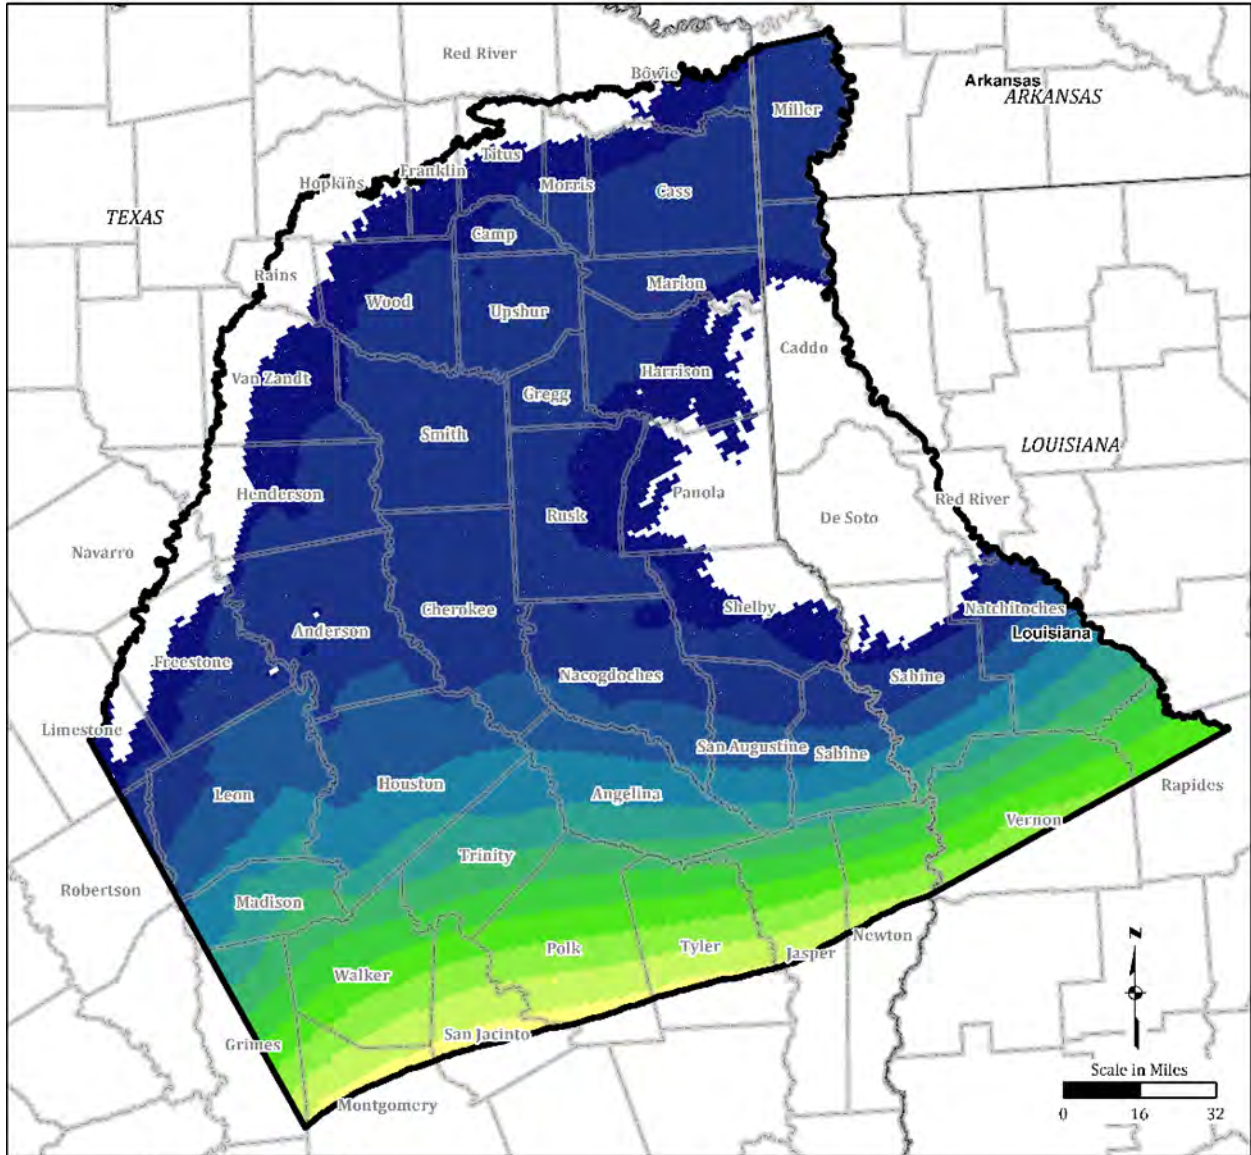 Red River
Bowie
Arkansas
ARKANSAS
Miller
Titus
Franklin
Hopkins
Morris
Cass
TEXAS
Camp
Rains
Marion
Wood
Upshur
Caddo
Van Zandt
Harrison
Gregg
Smith
LOUISIANA
Henderson
Panola
Red River
Rusk
De Soto
Navarro
Shelby
Natchitoches
Cherokee
Anderson
Louisiana
Freestone
Nacogdoches
Sabine
Limestone
San Augustine
Sabine
Houston
Leon
Angelina
Rapides
Vernon
Trinity
Robertson
Madison
Newton
Polk
Tyler
Jasper
Walker
N
San Jacinto
Grimes
Scale in Miles
Montgomery
0 16 32